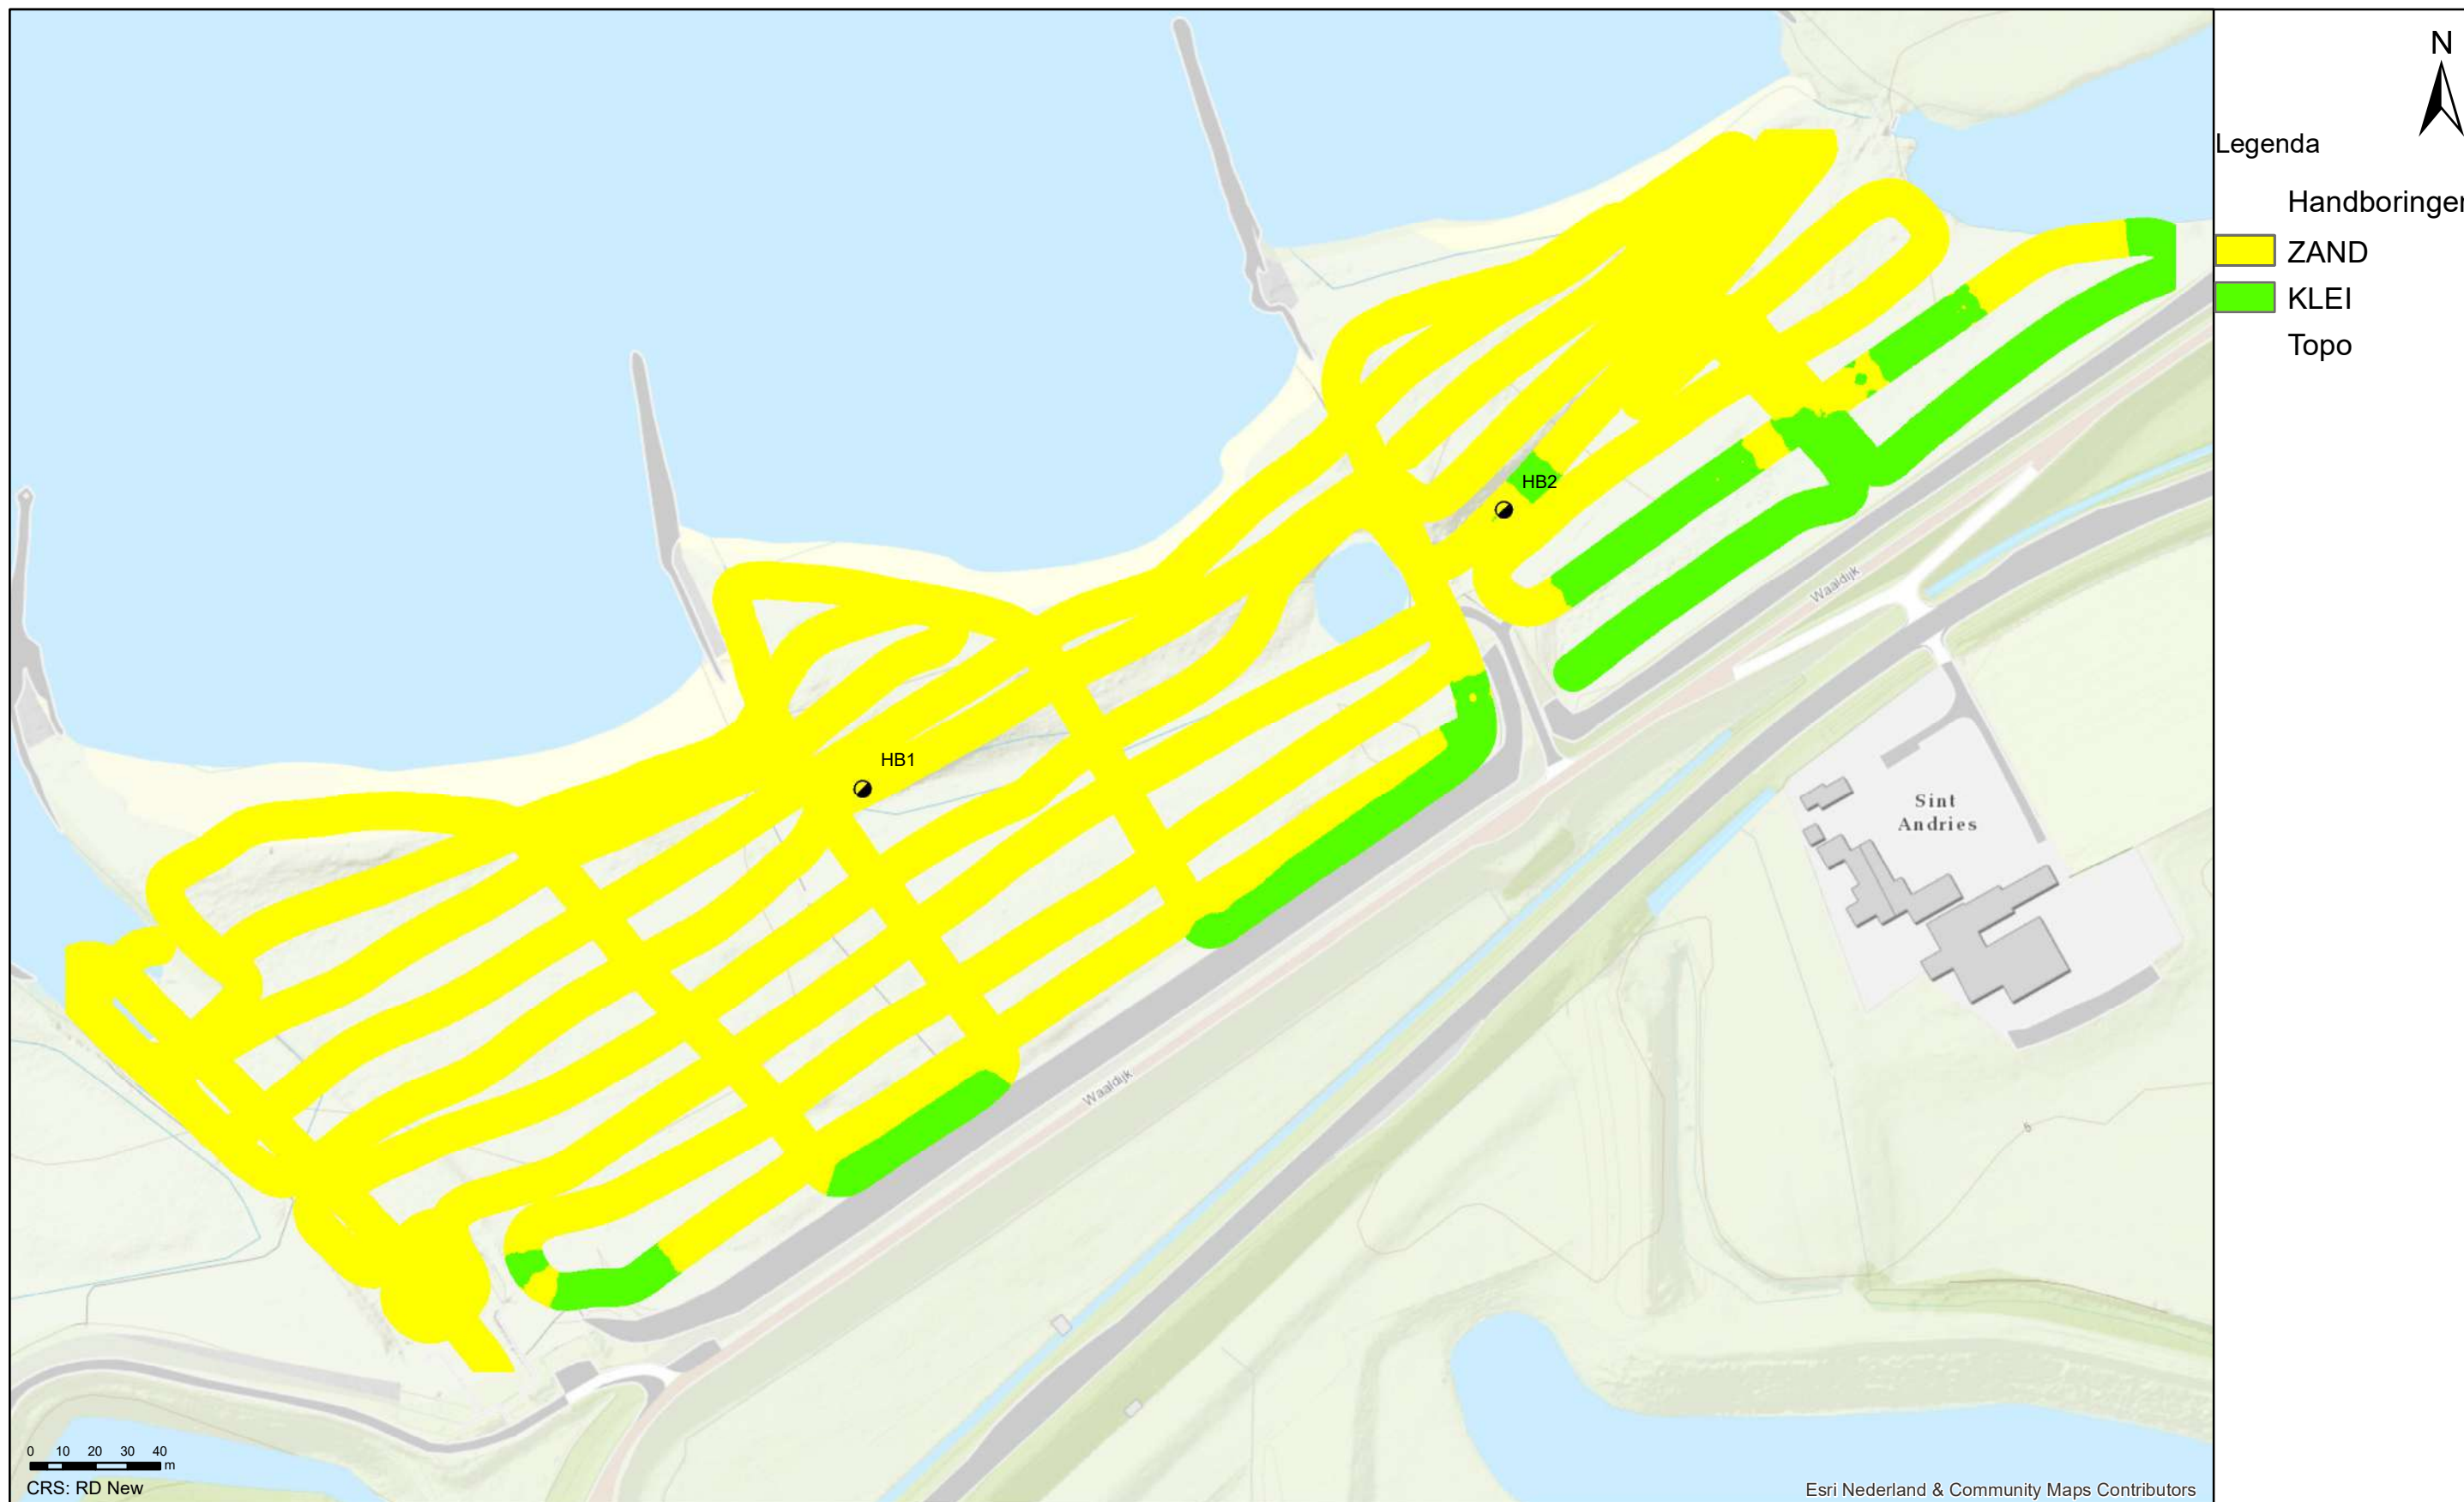 N
Legenda
Handboringen
ZAND
KLEI
Topo
HB2
Waaldijk
HB1
Sint
Andries
Waaldijk
5
0 10 20 30 40
m
CRS: RD New
Esri Nederland & Community Maps Contributors